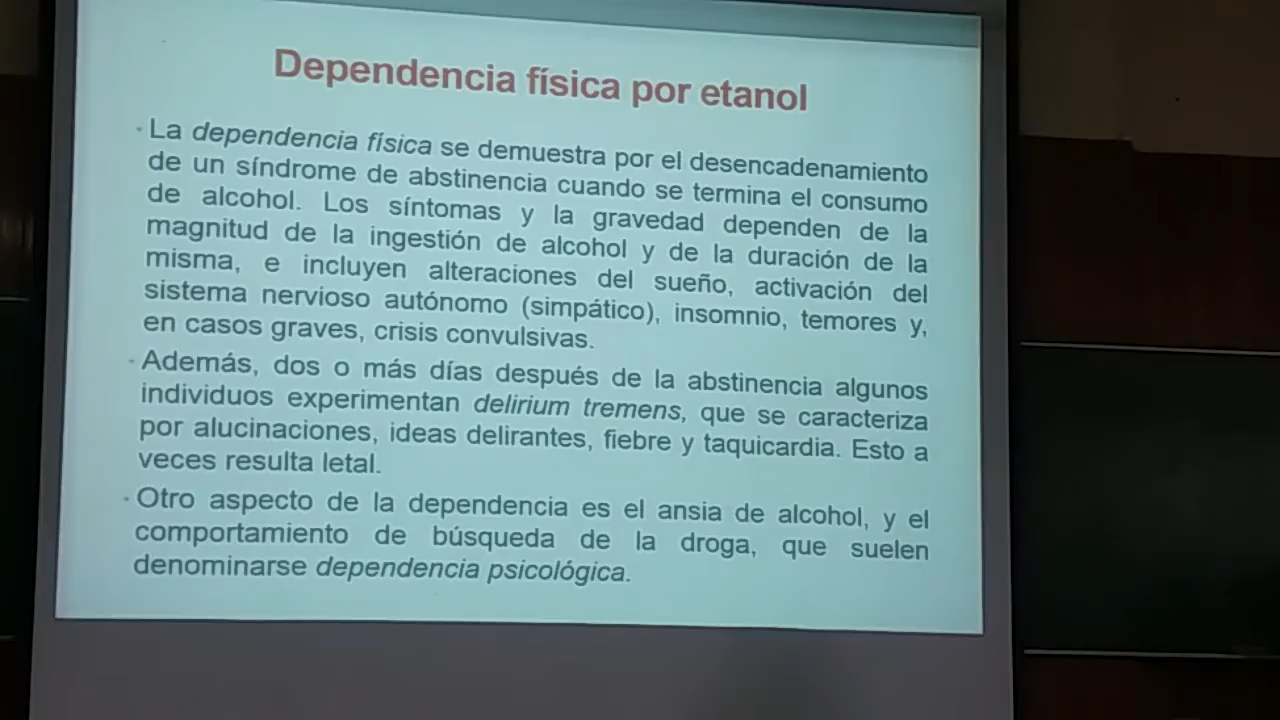 Dependencia física por etanol
· La dependencia física se demuestra por el desencadenamiento
de un síndrome de abstinencia cuando se termina el consumo
de alcohol. Los síntomas y la gravedad dependen de la
magnitud de la ingestión de alcohol y de la duración de la
misma, e incluyen alteraciones del sueño, activación del
sistema nervioso autónomo (simpático), insomnio, temores y,
en casos graves, crisis convulsivas.
· Además, dos o más días después de la abstinencia algunos
individuos experimentan delirium tremens, que se caracteriza
por alucinaciones, ideas delirantes, fiebre y taquicardia. Esto a
veces resulta letal.
· Otro aspecto de la dependencia es el ansia de alcohol, y el
comportamiento de búsqueda de la droga, que suelen
denominarse dependencia psicológica.